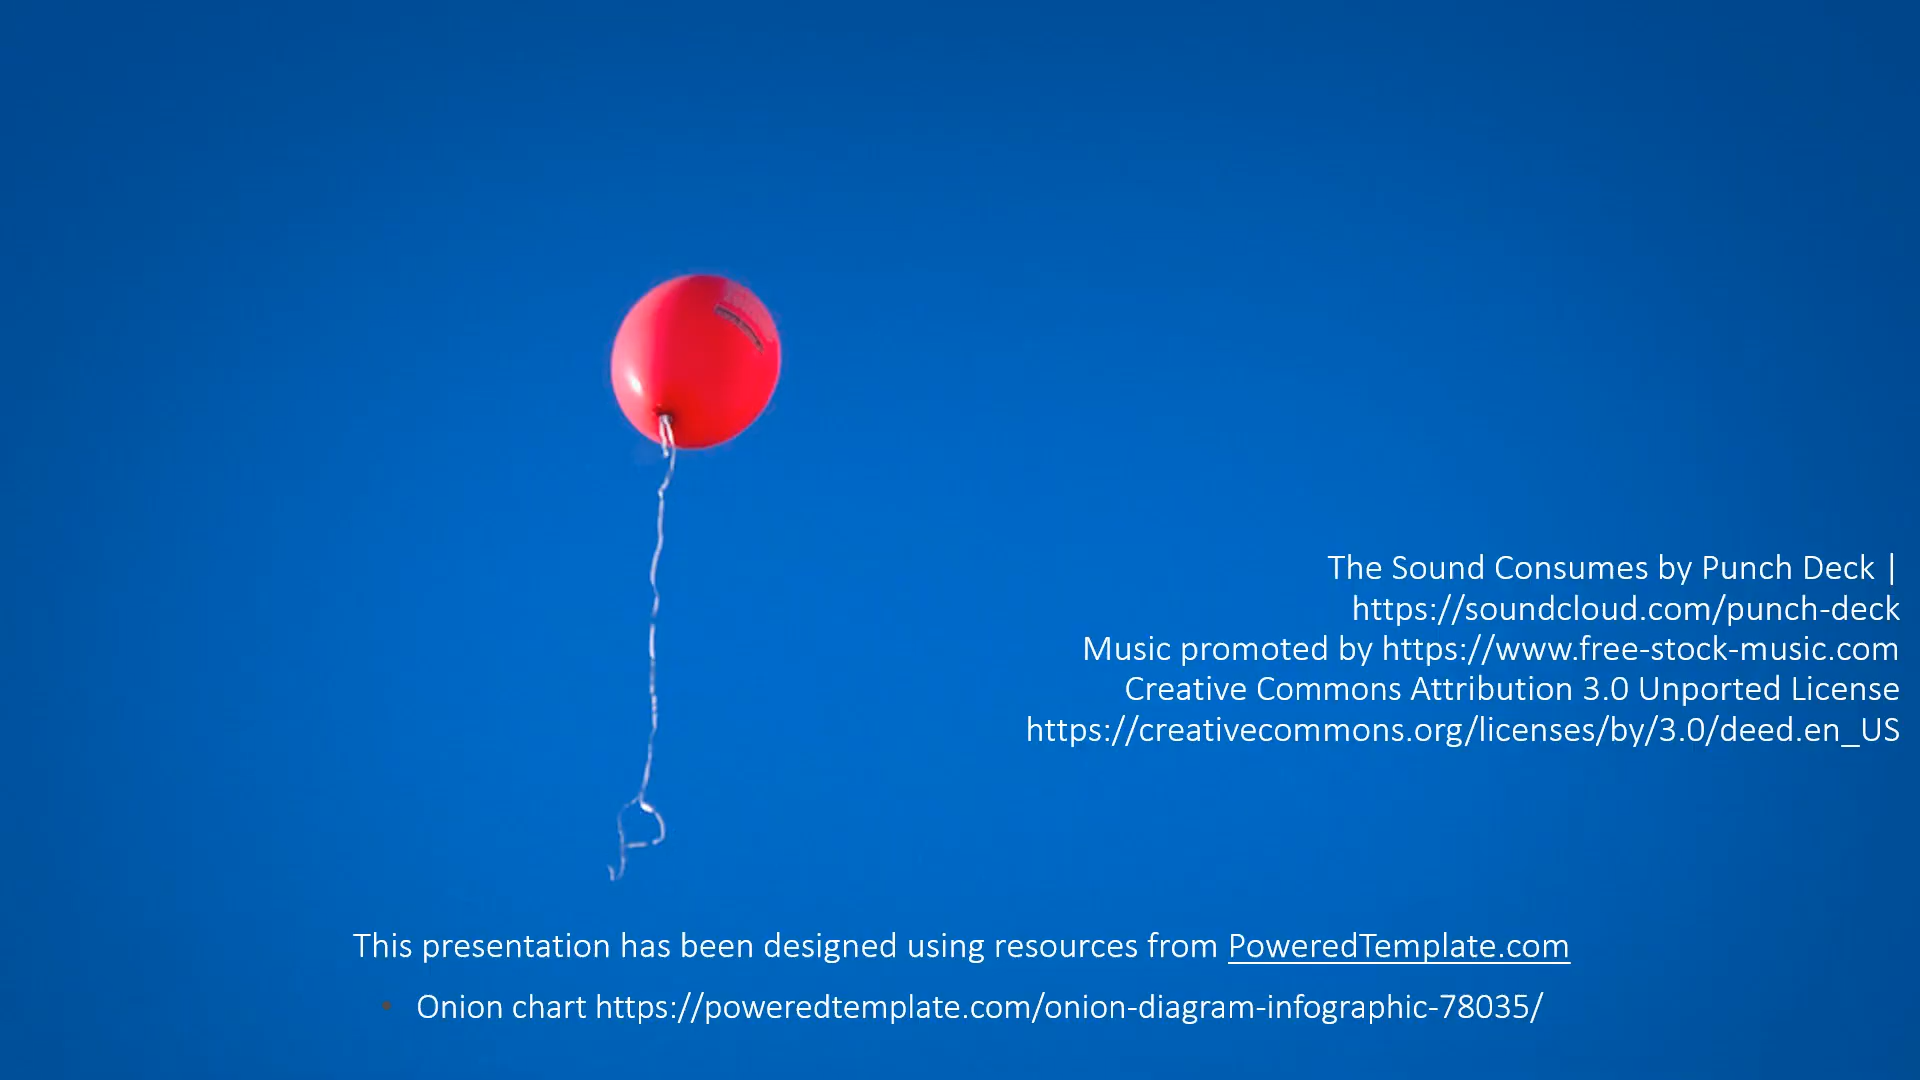 The Sound Consumes by Punch Deck |
https://soundcloud.com/punch-deck
Music promoted by https://www.free-stock-music.com
Creative Commons Attribution 3.0 Unported License
https://creativecommons.org/licenses/by/3.0/deed.en_US
This presentation has been designed using resources from PoweredTemplate.com
• Onion chart https://poweredtemplate.com/onion-diagram-infographic-78035/